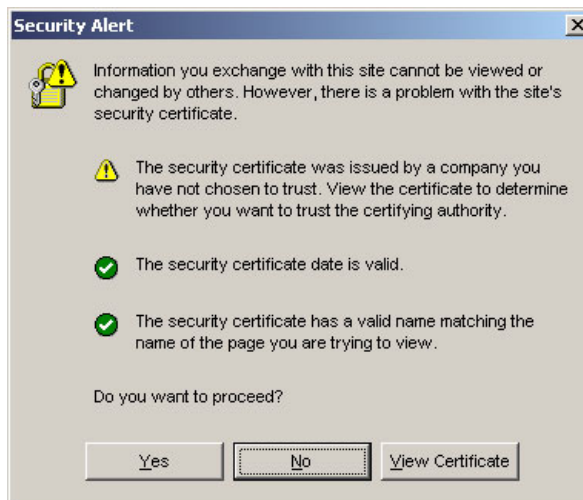 Security Alert
Information you exchange with this site cannot be viewed or
changed by others. However, there is a problem with the site's
security certificate.
The security certificate was issued by a company you
have not chosen to trust. View the certificate to determine
whether you want to trust the certifying authority.
The security certificate date is valid.
The security certificate has a valid name matching the
name of the page you are trying to view.
Do you want to proceed?
Yes No View Certificate